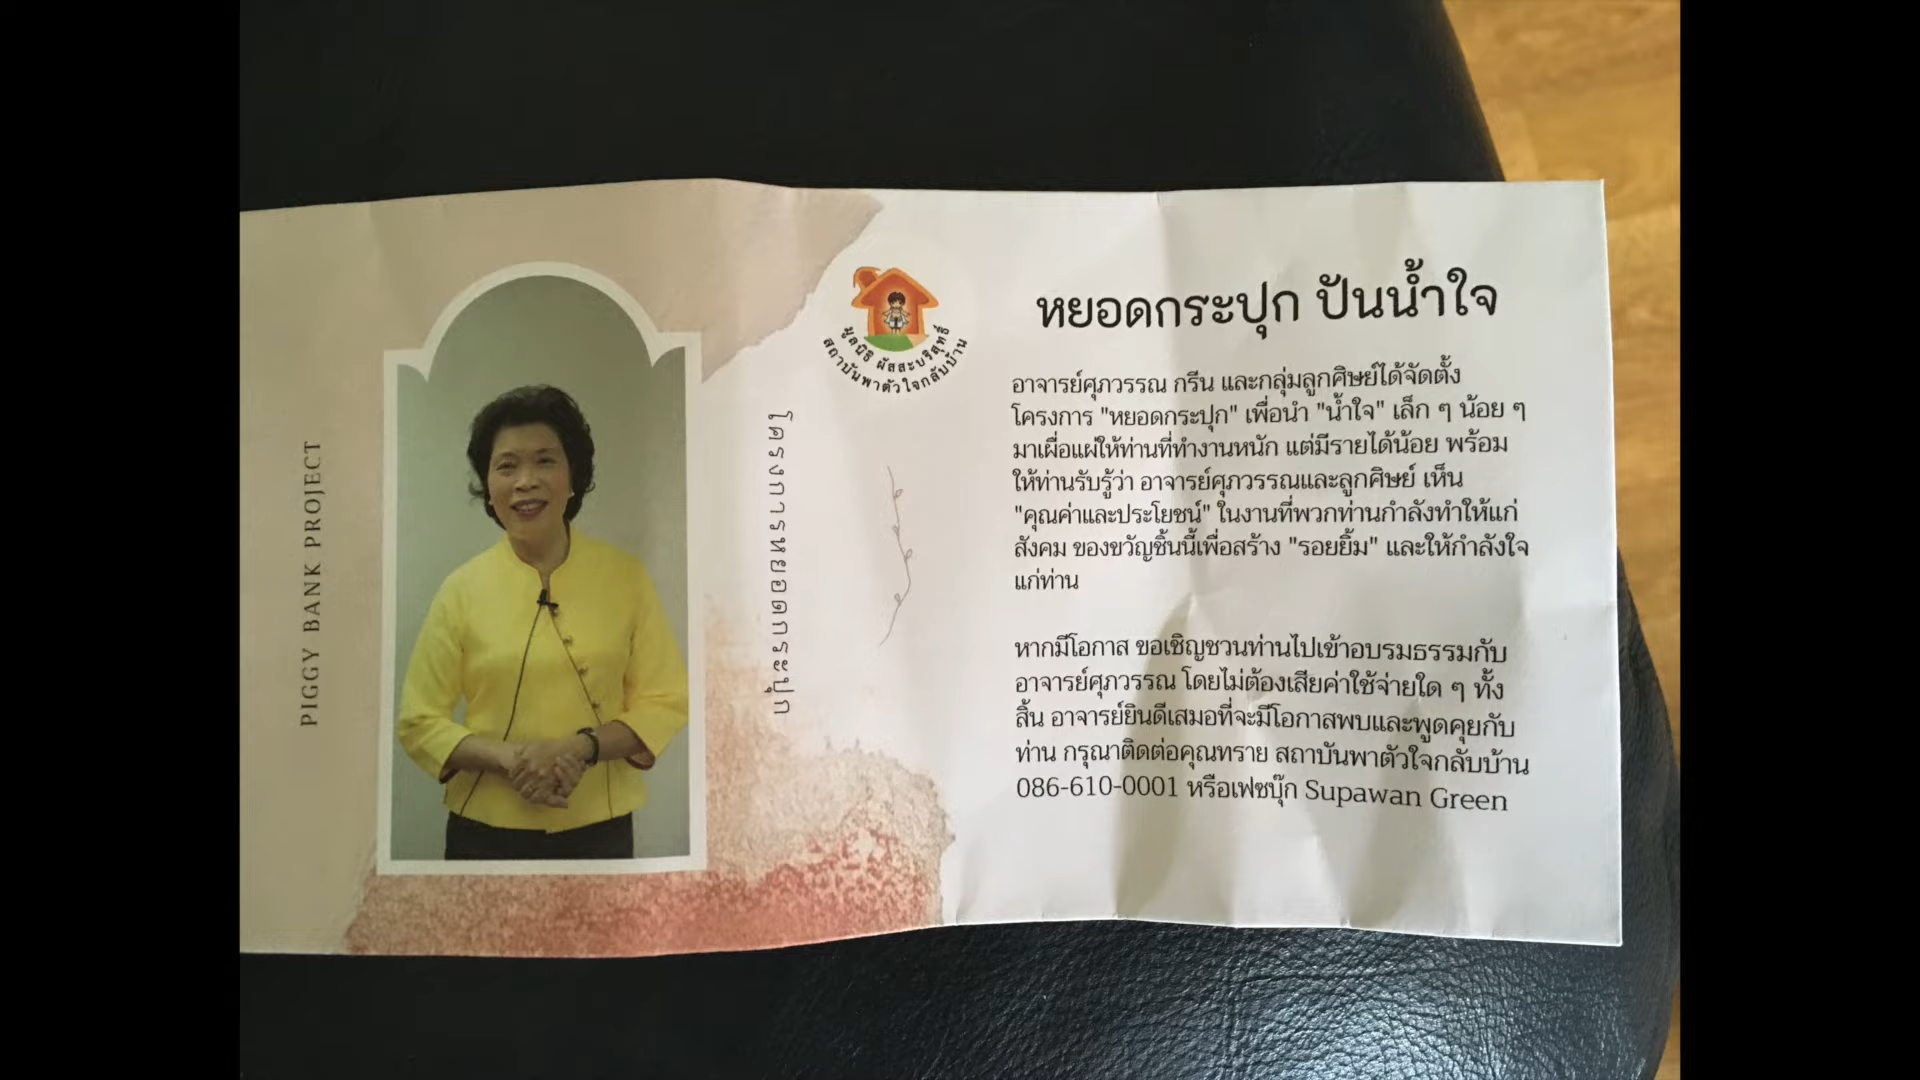 PIGGY BANK PROJECT
โครงการหยอดกระปุก
มูลนิธิ ผัสสะบริสุทธิ์
สถาบันพาตัวใจกลับบ้าน
หยอดกระปุก ปันน้ำใจ
อาจารย์ศุภวรรณ กรีน และกลุ่มลูกศิษย์ได้จัดตั้ง
โครงการ "หยอดกระปุก" เพื่อนำ "น้ำใจ" เล็ก ๆ น้อย ๆ
มาเผื่อแผ่ให้ท่านที่ทำงานหนัก แต่มีรายได้น้อย พร้อม
ให้ท่านรับรู้ว่า อาจารย์ศุภวรรณและลูกศิษย์ เห็น
"คุณค่าและประโยชน์" ในงานที่พวกท่านกำลังทำให้แก่
สังคม ของขวัญชิ้นนี้เพื่อสร้าง "รอยยิ้ม" และให้กำลังใจ
แก่ท่าน
หากมีโอกาส ขอเชิญชวนท่านไปเข้าอบรมธรรมกับ
อาจารย์ศุภวรรณ โดยไม่ต้องเสียค่าใช้จ่ายใด ๆ ทั้ง
สิ้น อาจารย์ยินดีเสมอที่จะมีโอกาสพบและพูดคุยกับ
ท่าน กรุณาติดต่อคุณทราย สถาบันพาตัวใจกลับบ้าน
086-610-0001 หรือเฟซบุ๊ก Supawan Green